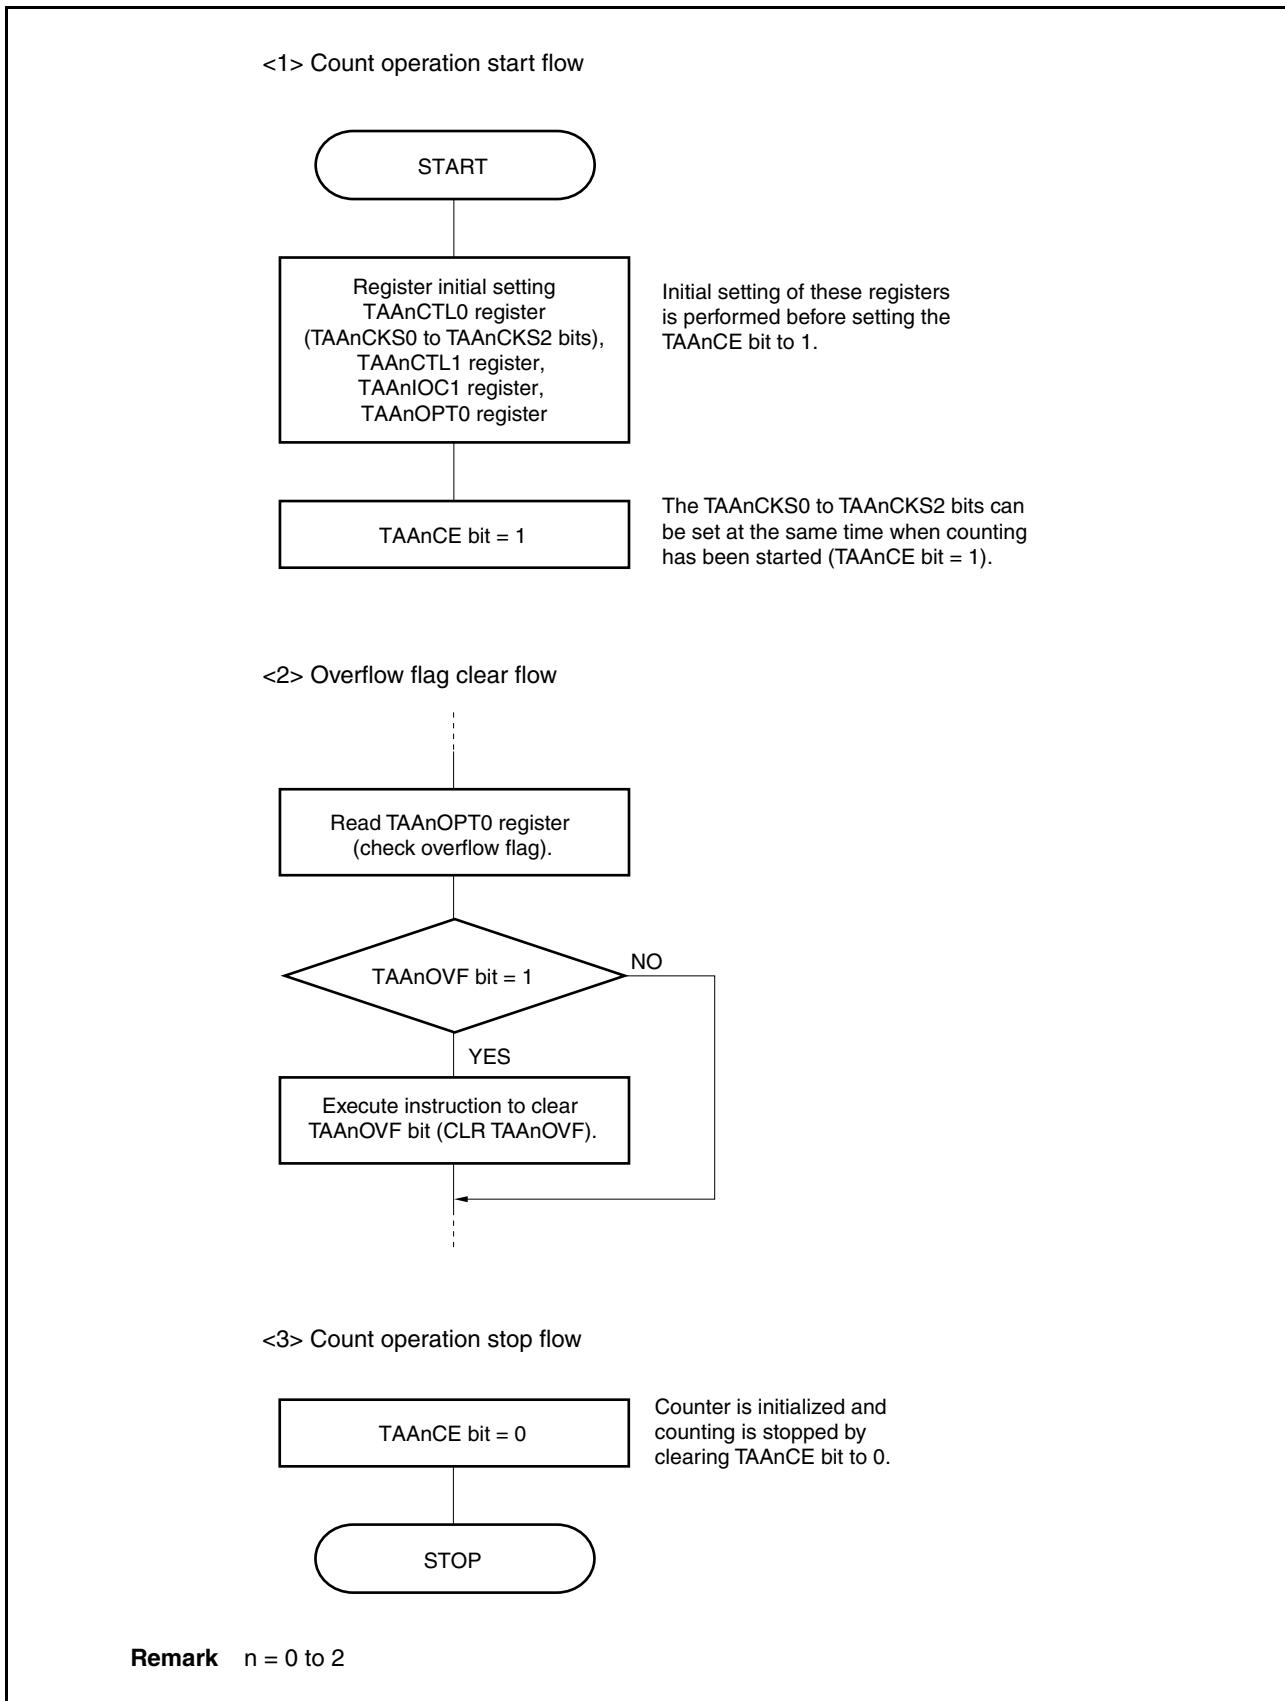 <1> Count operation start flow
START
Register initial setting
TAAnCTL0 register
(TAAnCKS0 to TAAnCKS2 bits),
TAAnCTL1 register,
TAAnIOC1 register,
TAAnOPT0 register
Initial setting of these registers
is performed before setting the
TAAnCE bit to 1.
TAAnCE bit = 1
The TAAnCKS0 to TAAnCKS2 bits can
be set at the same time when counting
has been started (TAAnCE bit = 1).
<2> Overflow flag clear flow
Read TAAnOPT0 register
(check overflow flag).
TAAnOVF bit = 1
NO
YES
Execute instruction to clear
TAAnOVF bit (CLR TAAnOVF).
<3> Count operation stop flow
TAAnCE bit = 0
Counter is initialized and
counting is stopped by
clearing TAAnCE bit to 0.
STOP
Remark n = 0 to 2